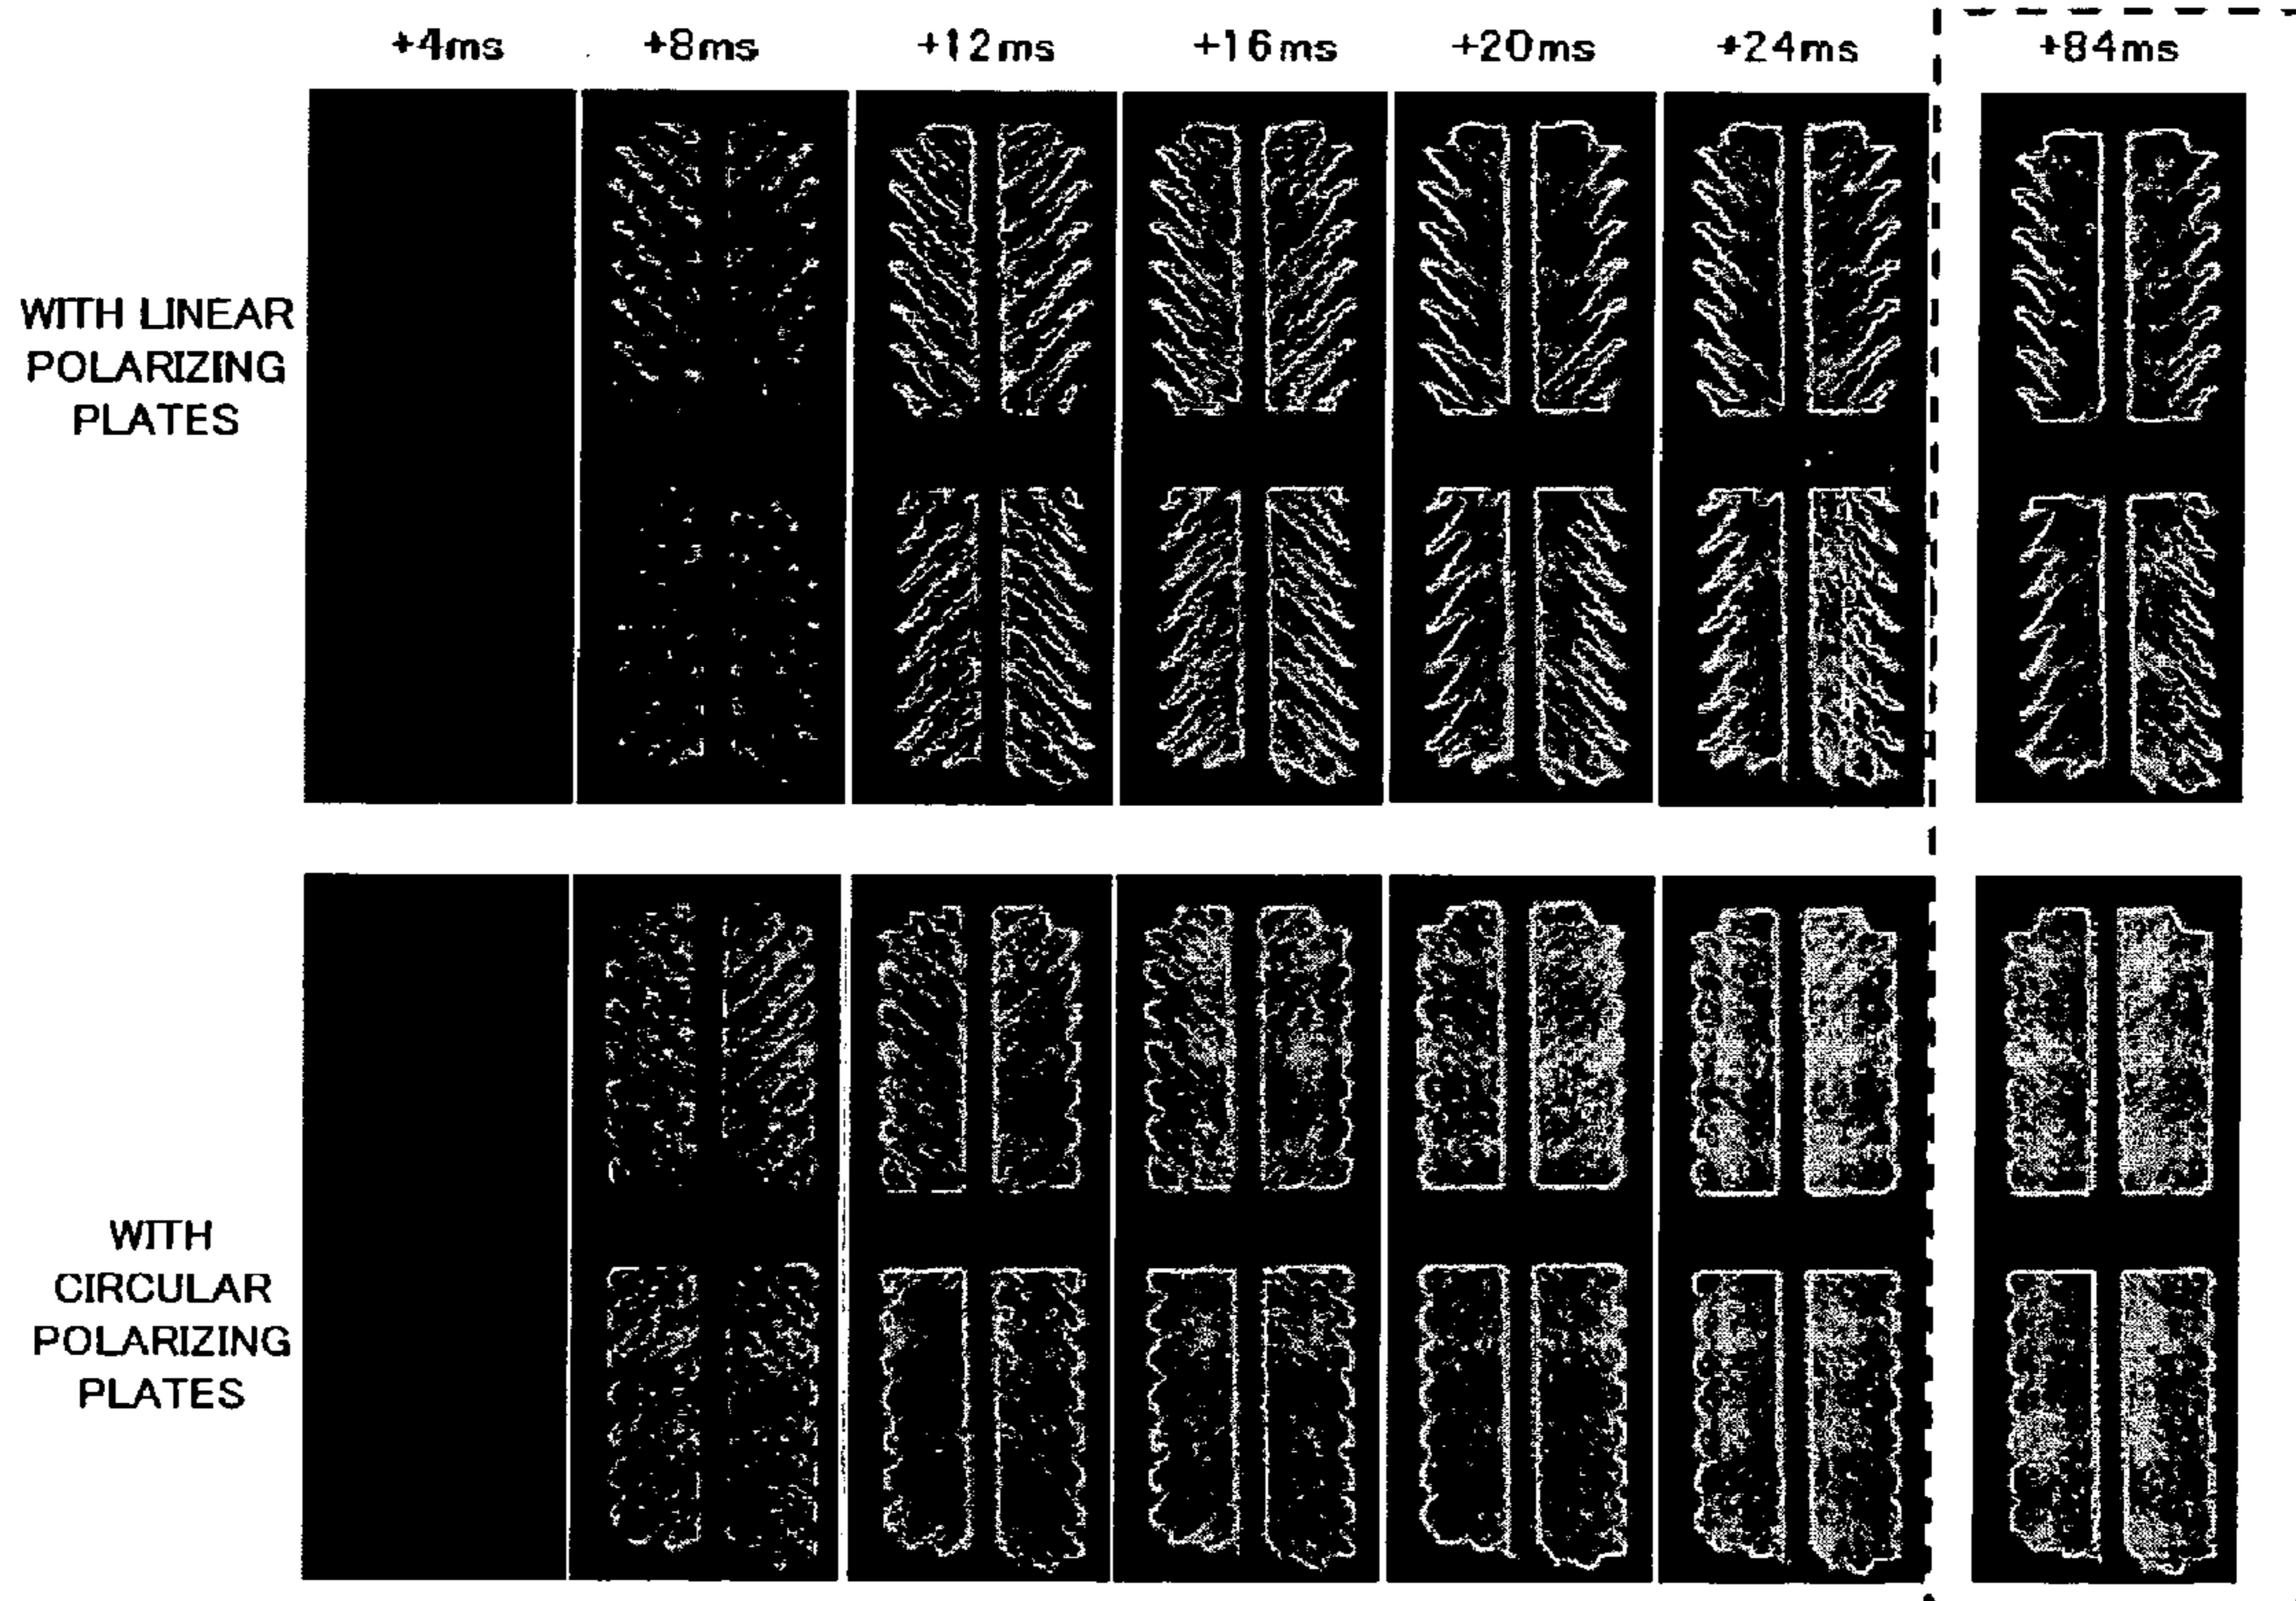 +4ms +8ms +12ms +16ms +20ms +24ms +84ms
WITH LINEAR
POLARIZING
PLATES
WITH
CIRCULAR
POLARIZING
PLATES